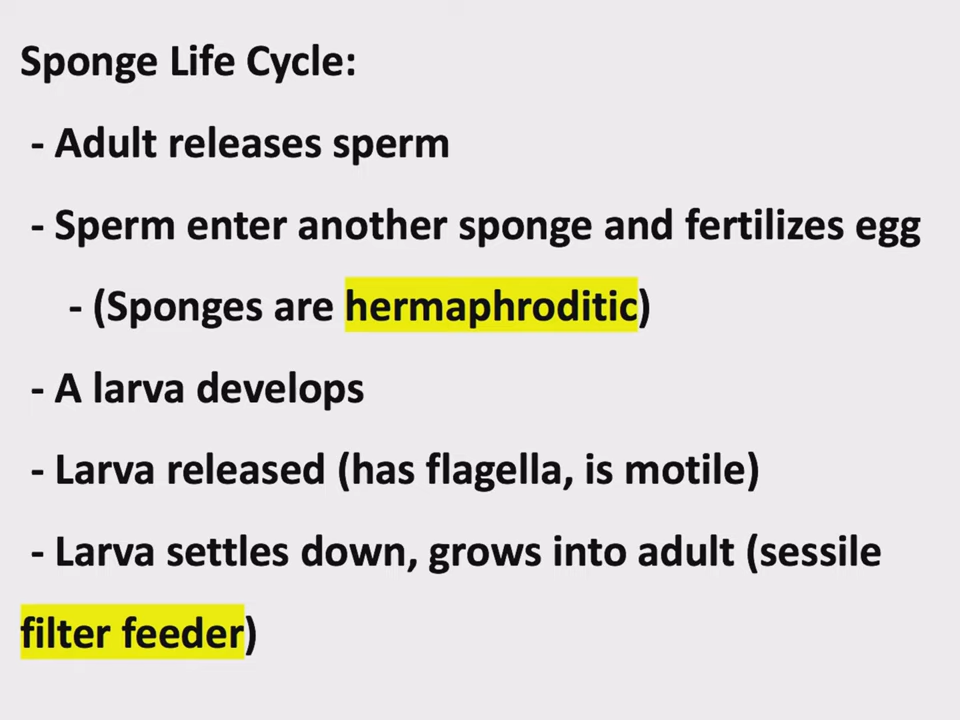 Sponge Life Cycle:
- Adult releases sperm
- Sperm enter another sponge and fertilizes egg
- (Sponges are hermaphroditic)
- A larva develops
- Larva released (has flagella, is motile)
- Larva settles down, grows into adult (sessile
filter feeder)